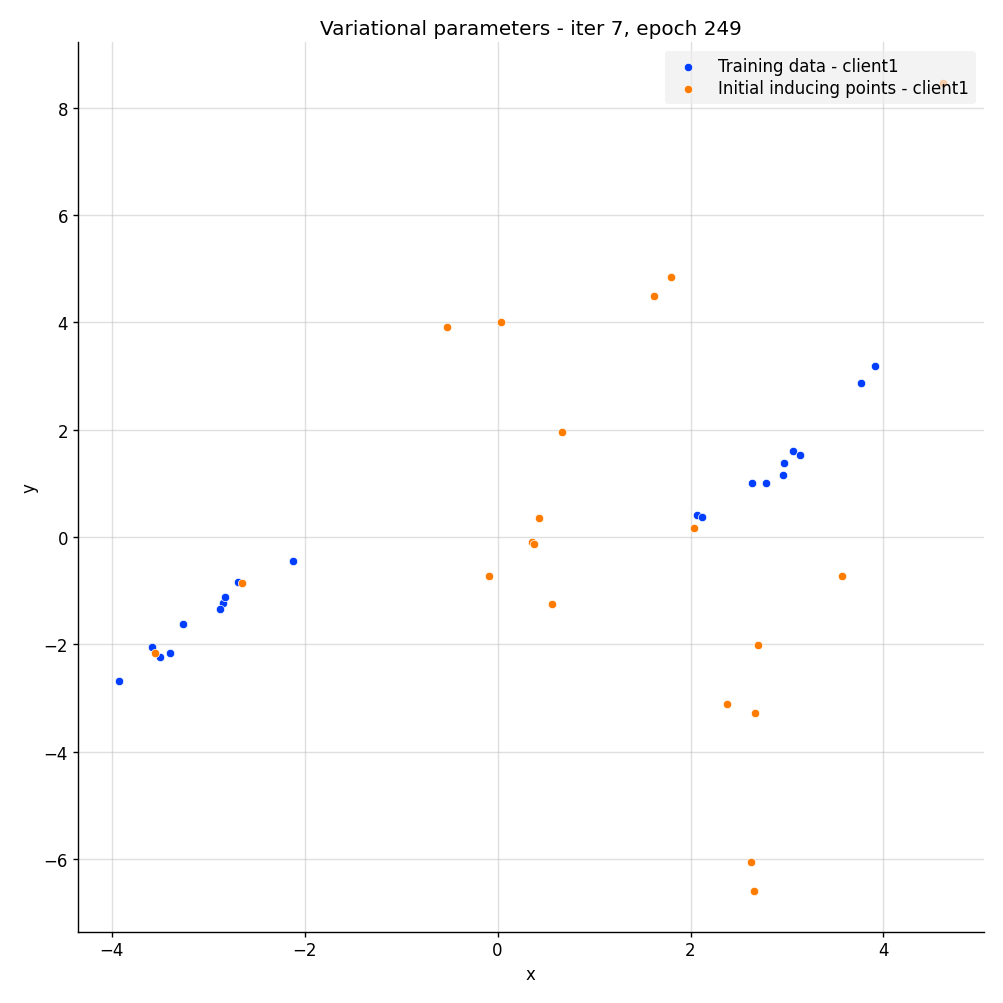 Variational parameters - iter 7, epoch 249
Training data - client1
Initial inducing points - client1
8
6
4
2
0
−2
−4
−6
y
−4
−2
0
2
4
x